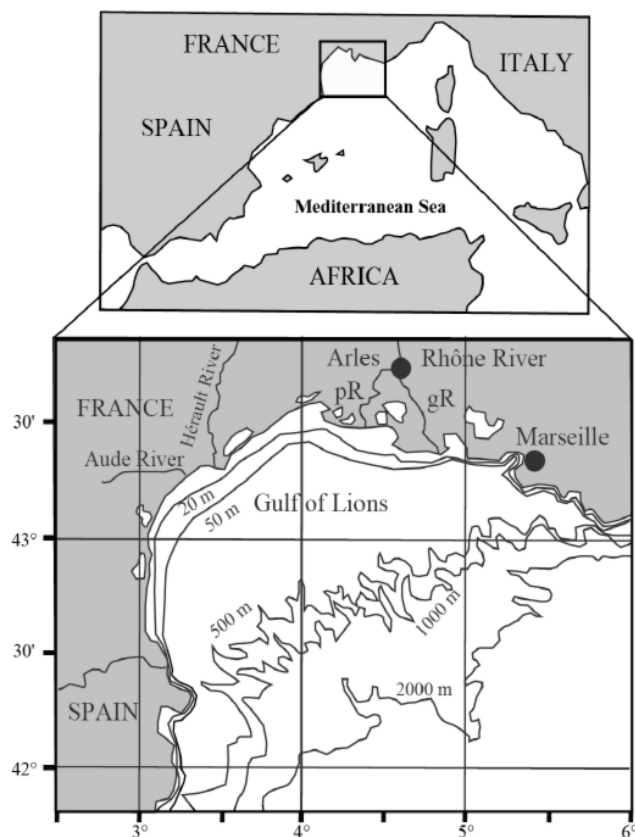 FRANCE
ITALY
SPAIN
Mediterranean Sea
AFRICA
Arles
Rhône River
Hérault River
pR
gR
30'
FRANCE
Marseille
Aude River
20 m
Gulf of Lions
50 m
43°
500 m
1000 m
30'
2000 m
SPAIN
42°
3° 4° 5° 6°